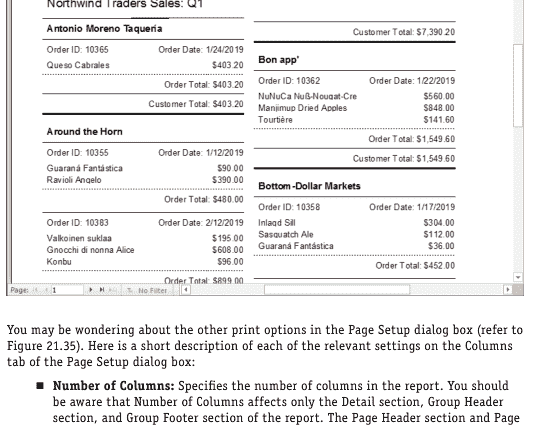 Northwind Traders Sales: Q1
Antonio Moreno Taquería
Order ID: 10365 Order Date: 1/24/2019
Queso Cabrales $403.20
Order Total: $403.20
Customer Total: $403.20
Around the Horn
Order ID: 10355 Order Date: 1/12/2019
Guaraná Fantástica $90.00
Ravioli Angelo $390.00
Order Total: $480.00
Order ID: 10383 Order Date: 2/12/2019
Valkoinen suklaa $195.00
Gnocchi di nonna Alice $608.00
Konbu $96.00
Order Total: $899.00
Customer Total: $7,390.20
Bon app'
Order ID: 10362 Order Date: 1/22/2019
NuNuCa Nuß-Nougat-Cre $560.00
Manjimup Dried Apples $848.00
Tourtière $141.60
Order Total: $1,549.60
Customer Total: $1,549.60
Bottom-Dollar Markets
Order ID: 10358 Order Date: 1/17/2019
Inlagd Sill $304.00
Sasquatch Ale $112.00
Guaraná Fantástica $36.00
Order Total: $452.00
Page: 1 No Filter
You may be wondering about the other print options in the Page Setup dialog box (refer to
Figure 21.35). Here is a short description of each of the relevant settings on the Columns
tab of the Page Setup dialog box:
■ Number of Columns: Specifies the number of columns in the report. You should
be aware that Number of Columns affects only the Detail section, Group Header
section, and Group Footer section of the report. The Page Header section and Page